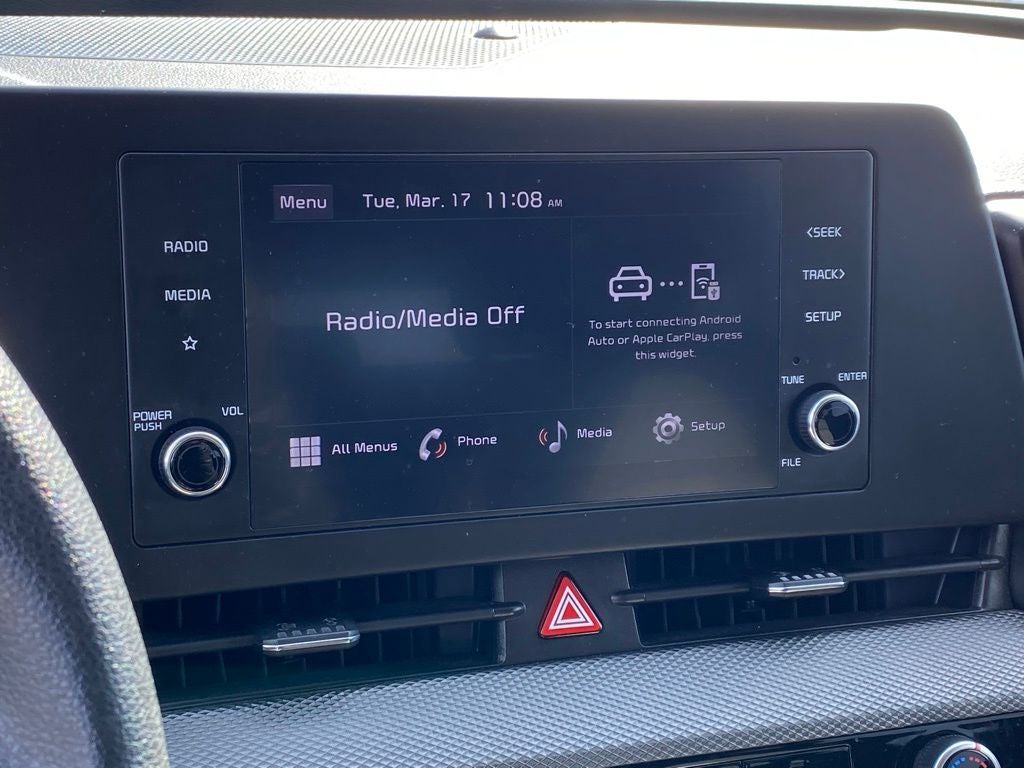 Menu Tue, Mar. 17 11:08 AM
RADIO
MEDIA
POWER
PUSH
VOL
Radio/Media Off
To start connecting Android
Auto or Apple CarPlay, press
this widget.
All Menus Phone Media Setup
<SEEK
TRACK>
SETUP
TUNE
ENTER
FILE